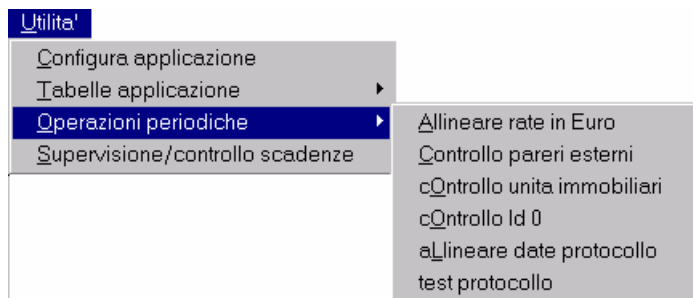 Utilita'
Configura applicazione
Tabelle applicazione
Operazioni periodiche
Supervisione/controllo scadenze
Allineare rate in Euro
Controllo pareri esterni
cOntrollo unita immobiliari
cOntrollo Id 0
aLlineare date protocollo
test protocollo